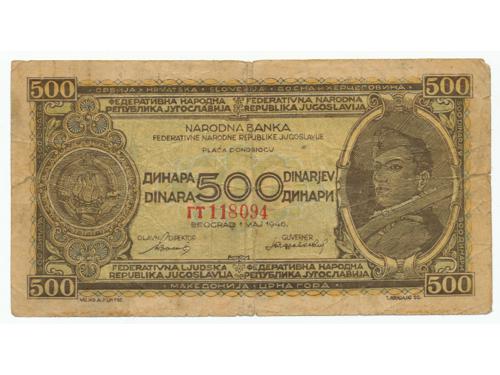 СРБИЈА · HRVATSKA · SLOVENIJA · БОСНА И ХЕРЦЕГОВИНА
500 ФЕДЕРАТИВНА НАРОДНА FEDERATIVNA NARODNA 500
РЕПУБЛИКА ЈУГОСЛАВИЈА REPUBLIKA JUGOSLAVIJA
NARODNA BANKA
FEDERATIVNE NARODNE REPUBLIKE JUGOSLAVIJE
PLAĆA DONOSIOCU
ДИНАРА 500 DINARJEV
DINARA ДИНАРИ
ГТ 118094
BEOGRAD 1 MAJ 1946.
GLAVNI DIREKTOR GUVERNER
FEDERATIVNA LJUDSKA ФЕДЕРАТИВНА НАРОДНА
500 REPUBLIKA JUGOSLAVIJA РЕПУБЛИКА ЈУГОСЛАВИЈА 500
МАКЕДОНИЈА · ЦРНА ГОРА